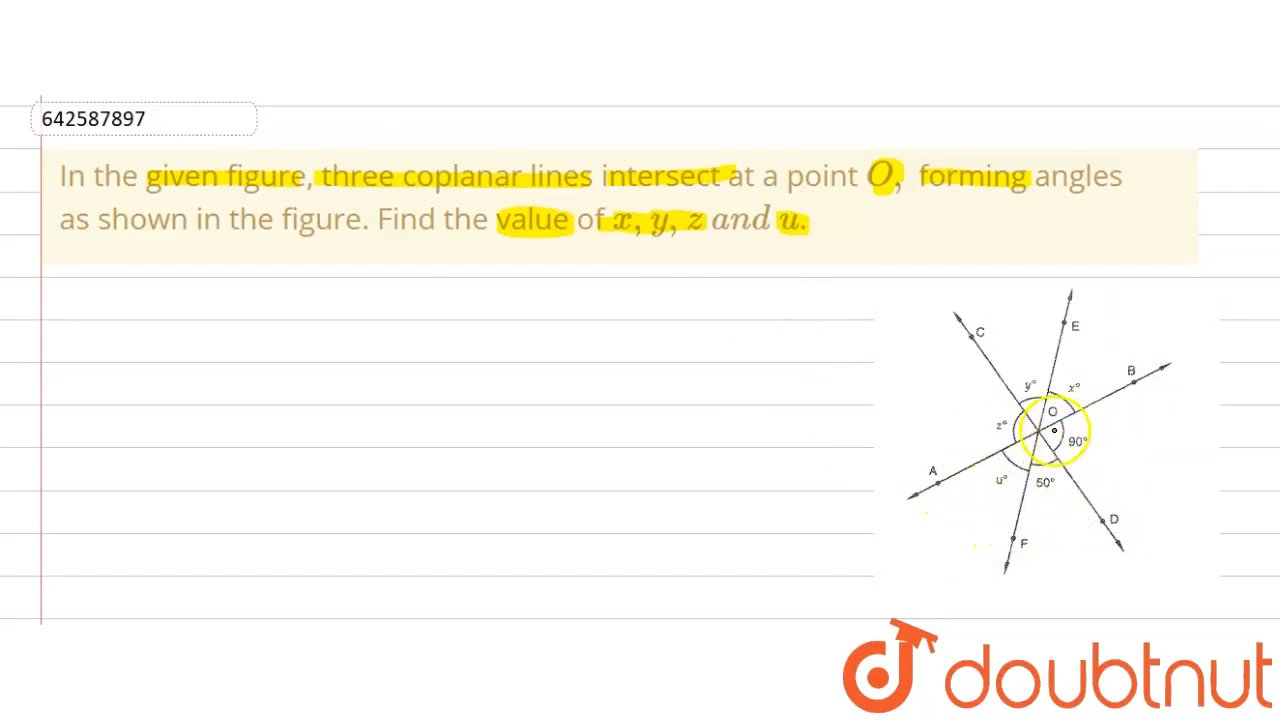 642587897
In the given figure, three coplanar lines intersect at a point O, forming angles
as shown in the figure. Find the value of x, y, z and u.
C
E
B
y°
x°
O
z°
90°
A
u°
50°
D
F
doubtnut